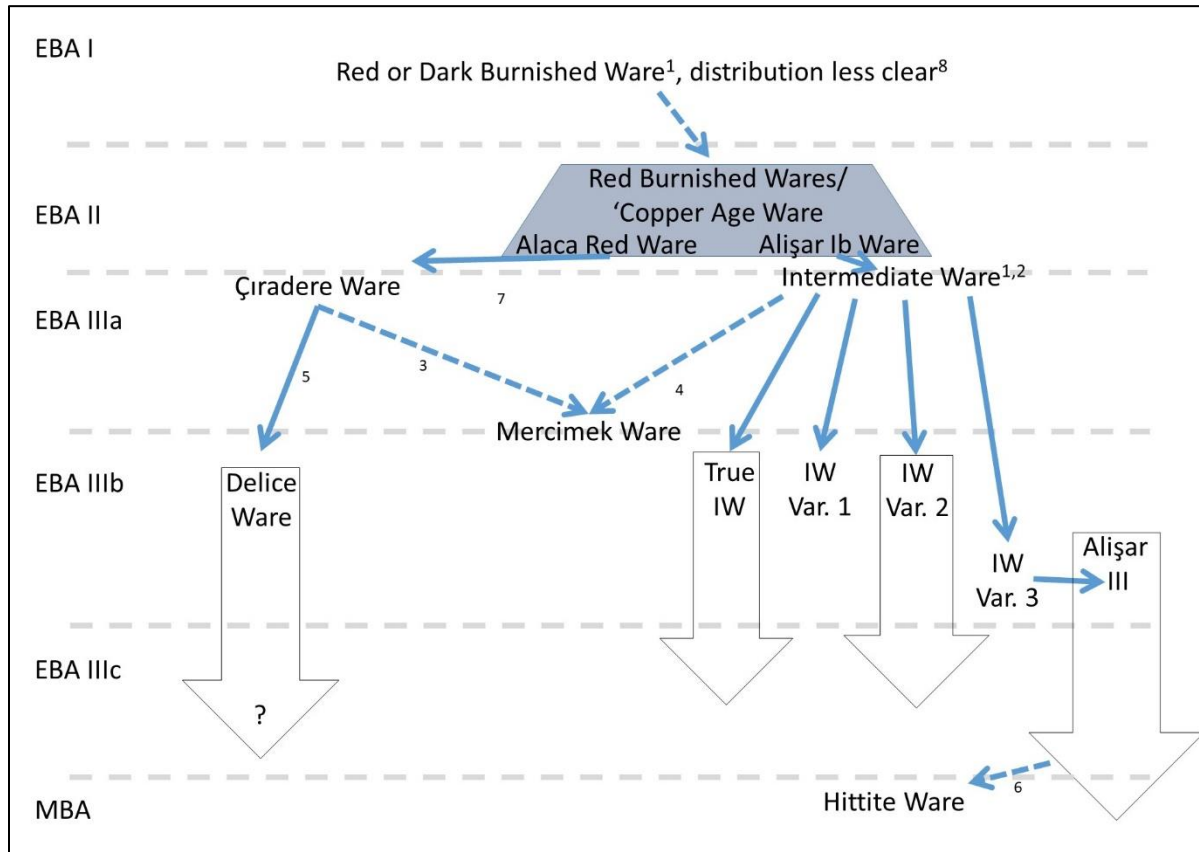 EBA I
Red or Dark Burnished Ware¹, distribution less clear⁸
EBA II
Red Burnished Wares/
‘Copper Age Ware
Alaca Red Ware
Alişar Ib Ware
Çıradere Ware
7
Intermediate Ware¹,²
EBA IIIa
5
3
4
Mercimek Ware
EBA IIIb
Delice
Ware
True
IW
IW
Var. 1
IW
Var. 2
IW
Var. 3
Alişar
III
EBA IIIc
?
MBA
Hittite Ware
6